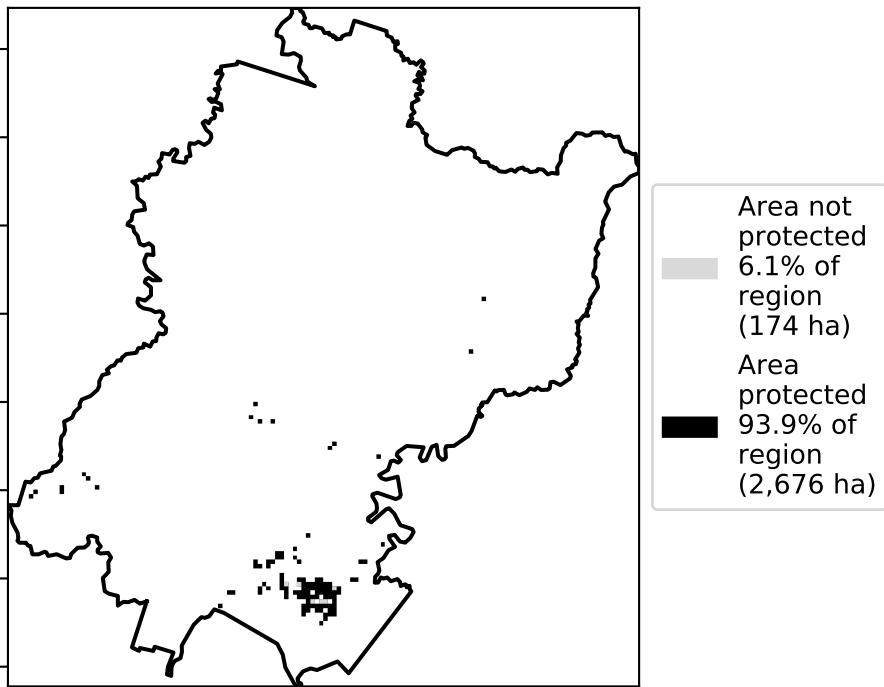 Area not
protected
6.1% of
region
(174 ha)
Area
protected
93.9% of
region
(2,676 ha)